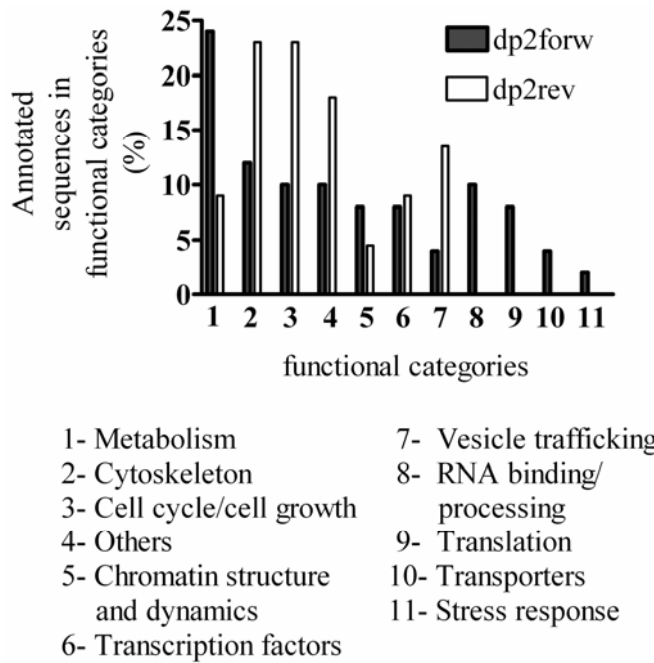 Annotated
sequences in
functional categories
(%)
25
20
15
10
5
0
dp2forw
dp2rev
1 2 3 4 5 6 7 8 9 10 11
functional categories
1- Metabolism
2- Cytoskeleton
3- Cell cycle/cell growth
4- Others
5- Chromatin structure
and dynamics
6- Transcription factors
7- Vesicle trafficking
8- RNA binding/
processing
9- Translation
10- Transporters
11- Stress response